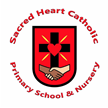 Sacred Heart Catholic
Primary School & Nursery